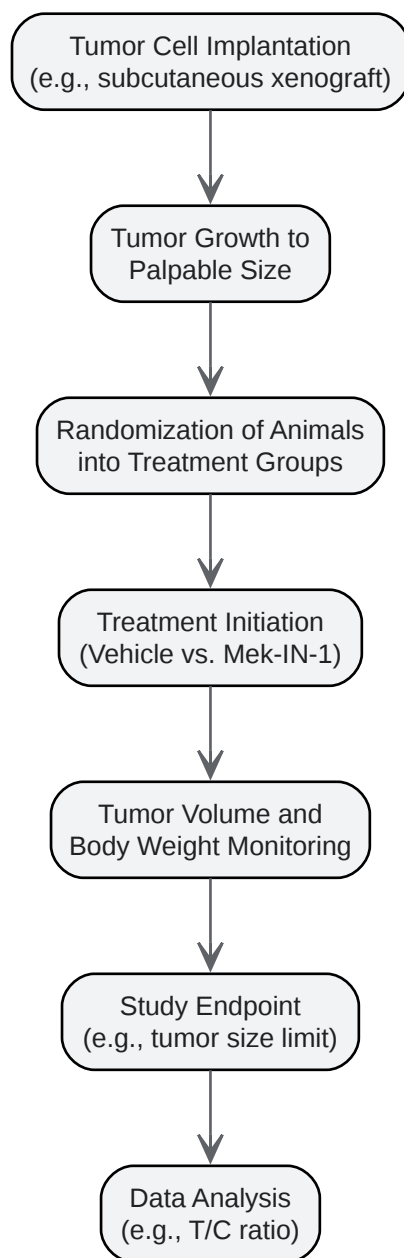 Tumor Cell Implantation
(e.g., subcutaneous xenograft)
Tumor Growth to
Palpable Size
Randomization of Animals
into Treatment Groups
Treatment Initiation
(Vehicle vs. Mek-IN-1)
Tumor Volume and
Body Weight Monitoring
Study Endpoint
(e.g., tumor size limit)
Data Analysis
(e.g., T/C ratio)